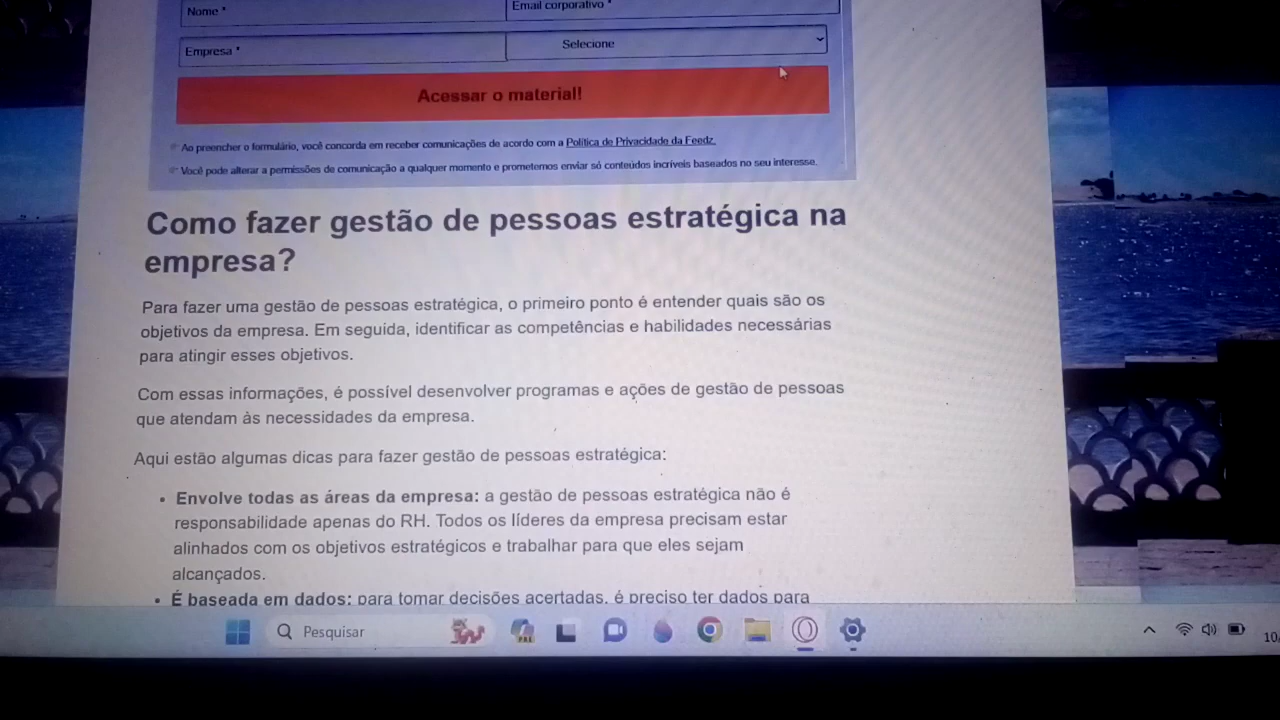 Nome *
Email corporativo *
Empresa *
Selecione
Acessar o material!
Ao preencher o formulário, você concorda em receber comunicações de acordo com a Política de Privacidade da Feedz.
Você pode alterar a permissões de comunicação a qualquer momento e prometemos enviar só conteúdos incríveis baseados no seu interesse.
Como fazer gestão de pessoas estratégica na
empresa?
Para fazer uma gestão de pessoas estratégica, o primeiro ponto é entender quais são os
objetivos da empresa. Em seguida, identificar as competências e habilidades necessárias
para atingir esses objetivos.
Com essas informações, é possível desenvolver programas e ações de gestão de pessoas
que atendam às necessidades da empresa.
Aqui estão algumas dicas para fazer gestão de pessoas estratégica:
• Envolve todas as áreas da empresa: a gestão de pessoas estratégica não é
responsabilidade apenas do RH. Todos os líderes da empresa precisam estar
alinhados com os objetivos estratégicos e trabalhar para que eles sejam
alcançados.
• É baseada em dados: para tomar decisões acertadas, é preciso ter dados para
Pesquisar
PRE
10